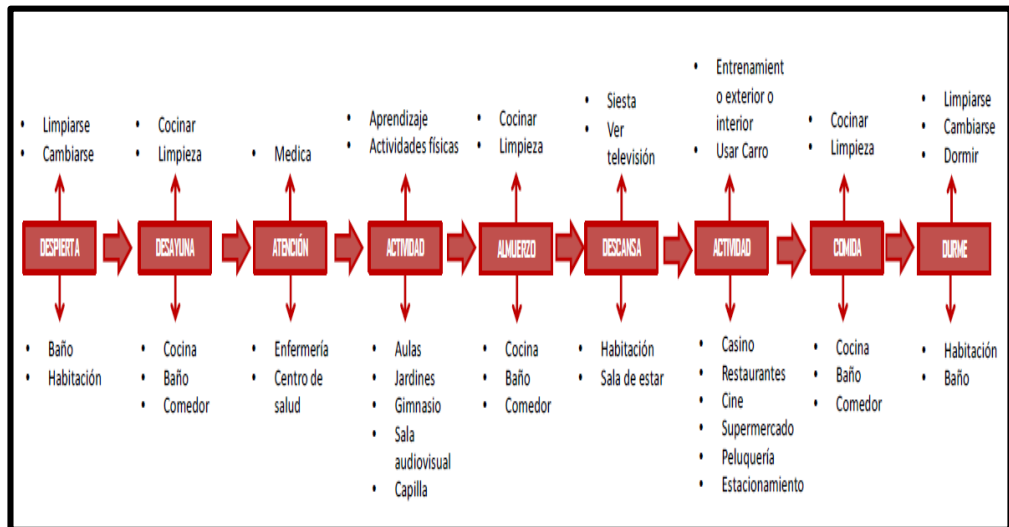 • Limpiarse
• Cambiarse
• Cocinar
• Limpieza
• Medica
• Aprendizaje
• Actividades físicas
• Cocinar
• Limpieza
• Siesta
• Ver
televisión
• Entrenamient
o exterior o
interior
• Usar Carro
• Cocinar
• Limpieza
• Limpiarse
• Cambiarse
• Dormir
DESPIERTA
DESAYUNA
ATENCIÓN
ACTIVIDAD
ALMUERZO
DESCANSA
ACTIVIDAD
COMIDA
DURME
• Baño
• Habitación
• Cocina
• Baño
• Comedor
• Enfermería
• Centro de
salud
• Aulas
• Jardines
• Gimnasio
• Sala
audiovisual
• Capilla
• Cocina
• Baño
• Comedor
• Habitación
• Sala de estar
• Casino
• Restaurantes
• Cine
• Supermercado
• Peluquería
• Estacionamiento
• Cocina
• Baño
• Comedor
• Habitación
• Baño